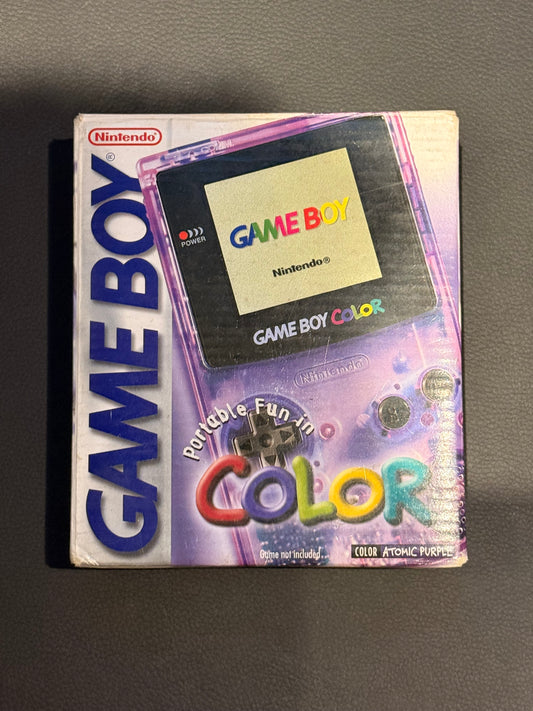 Nintendo
®
GAME BOY
POWER
GAME BOY
Nintendo®
GAME BOY COLOR
Nintendo
Portable Fun in
COLOR
Game not included.
COLOR ATOMIC PURPLE